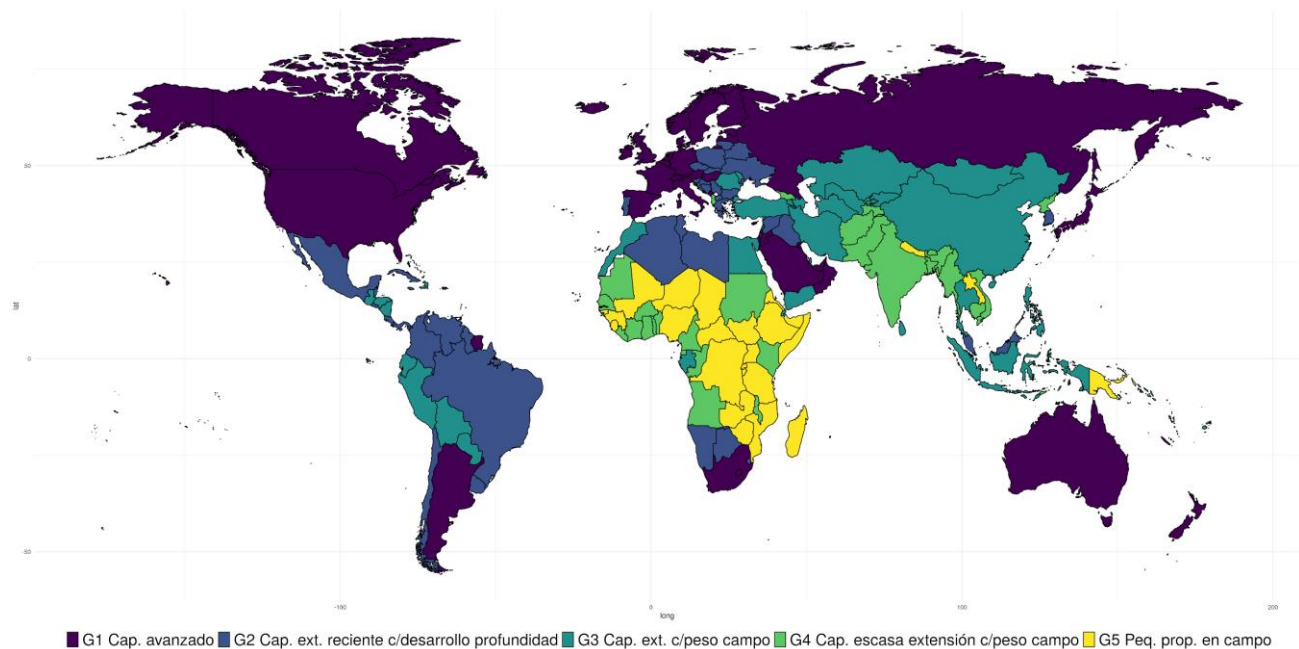 50
lat
0
-50
-100
0
100
200
long
G1 Cap. avanzado G2 Cap. ext. reciente c/desarrollo profundidad G3 Cap. ext. c/peso campo G4 Cap. escasa extensión c/peso campo G5 Peq. prop. en campo